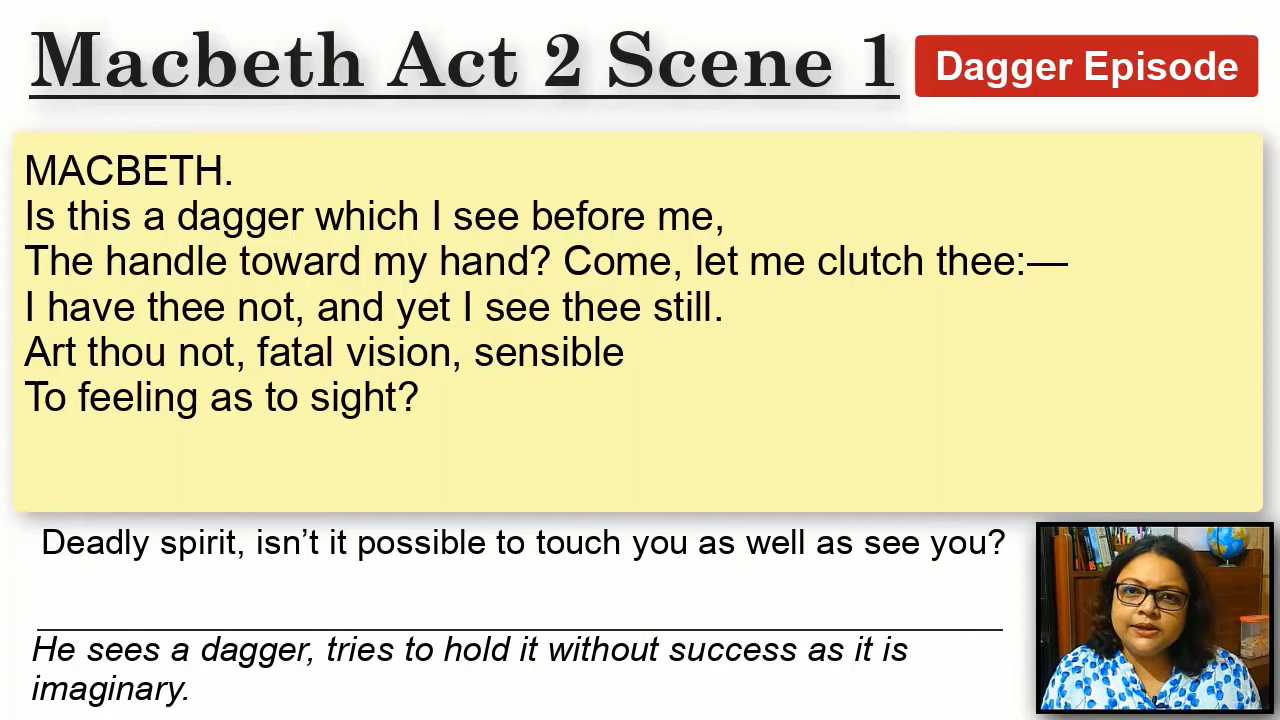 Macbeth Act 2 Scene 1
Dagger Episode
MACBETH.
Is this a dagger which I see before me,
The handle toward my hand? Come, let me clutch thee:—
I have thee not, and yet I see thee still.
Art thou not, fatal vision, sensible
To feeling as to sight?
Deadly spirit, isn’t it possible to touch you as well as see you?
He sees a dagger, tries to hold it without success as it is
imaginary.